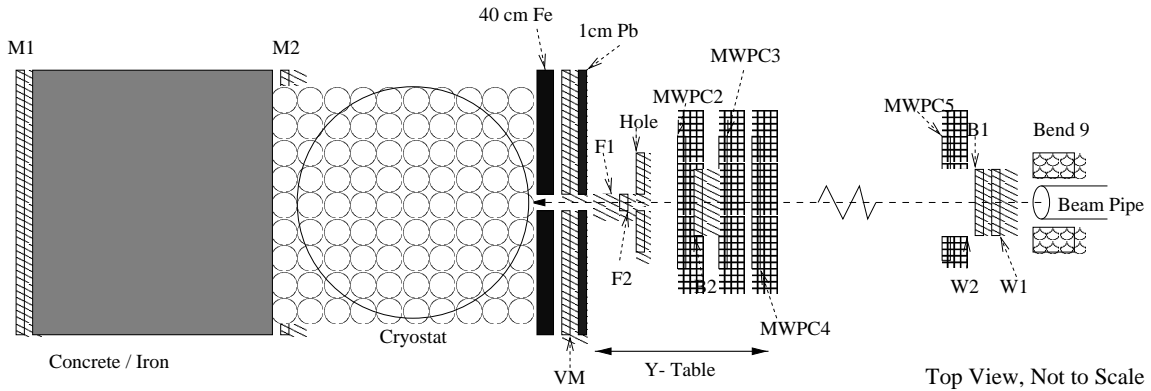 40 cm Fe
1cm Pb
M1
M2
MWPC3
MWPC2
MWPC5
Hole
B1
Bend 9
F1
Beam Pipe
F2
B2
W2
W1
MWPC4
Cryostat
Concrete / Iron
VM
Y- Table
Top View, Not to Scale